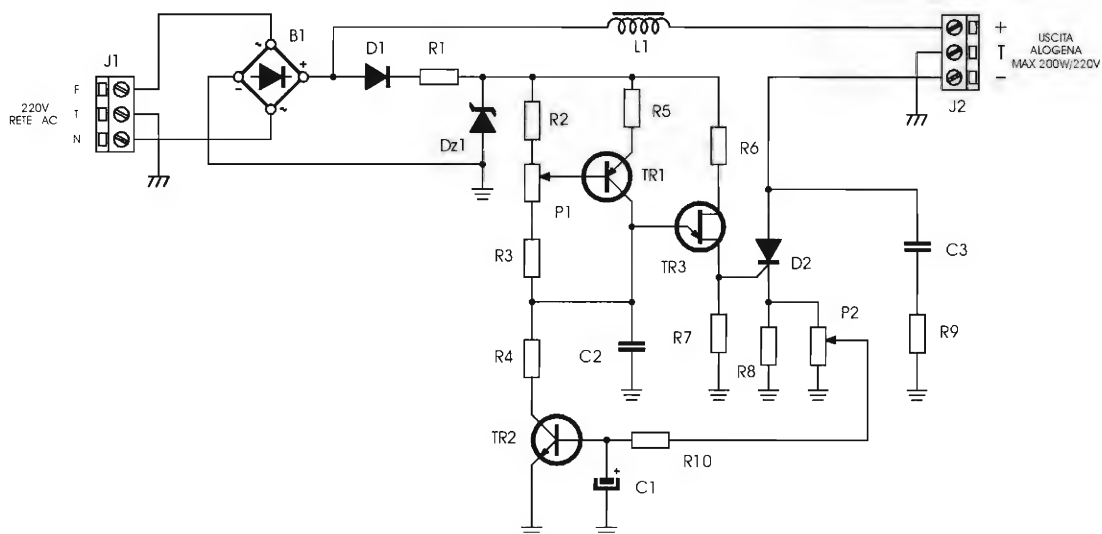 B1
J1
D1
R1
L1
+
T
−
USCITA
ALOGENA
MAX 200W/220V
J2
F
T
N
220V
RETE AC
~
−
+
~
Dz1
R2
R5
R6
P1
TR1
R3
TR3
D2
C3
R4
C2
R7
R8
P2
R9
TR2
R10
C1
+